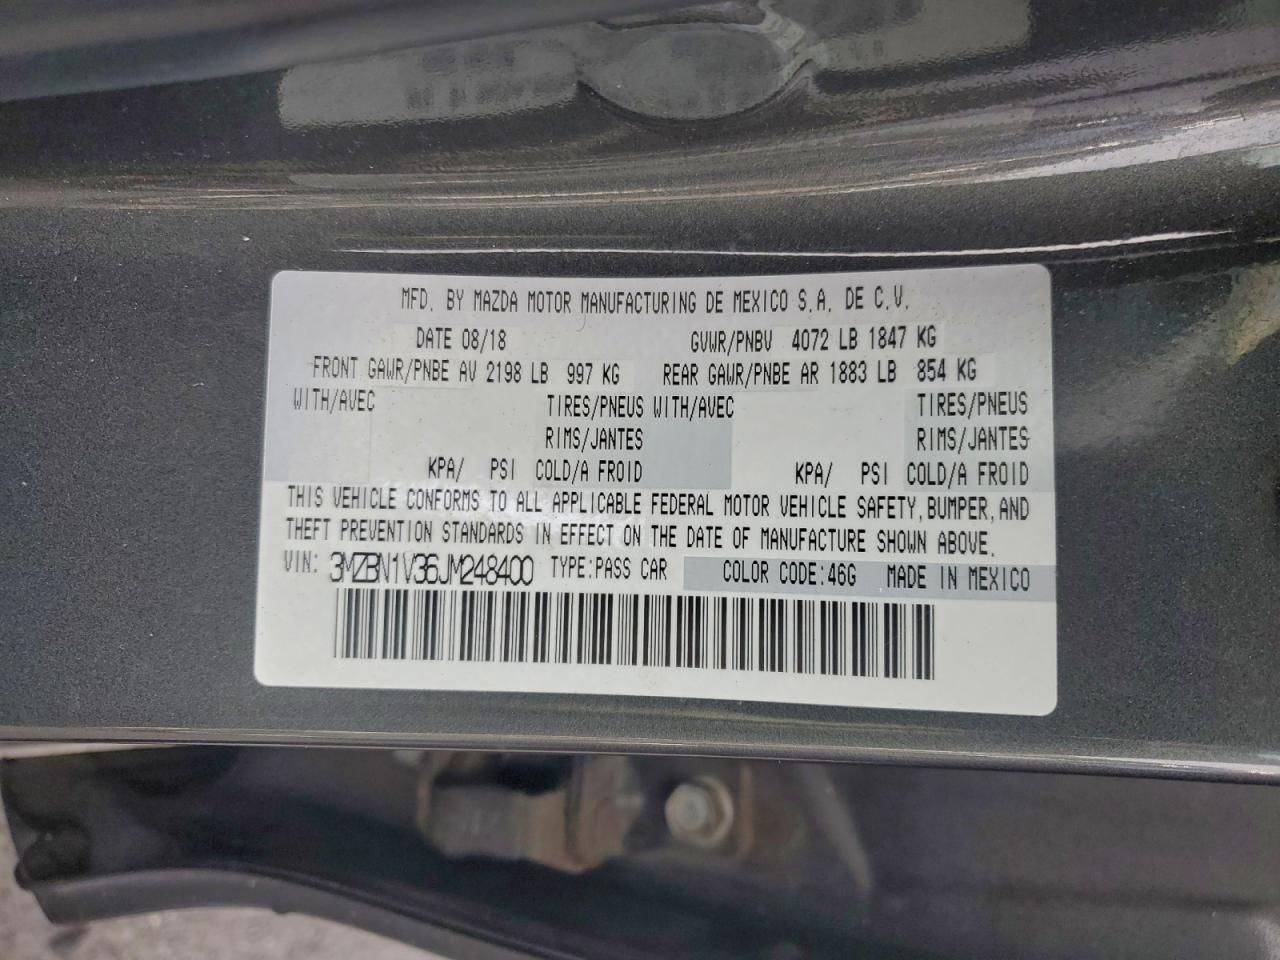 MFD. BY MAZDA MOTOR MANUFACTURING DE MEXICO S.A. DE C.V.
DATE 08/18 GVWR/PNBV 4072 LB 1847 KG
FRONT GAWR/PNBE AV 2198 LB 997 KG REAR GAWR/PNBE AR 1883 LB 854 KG
WITH/AVEC TIRES/PNEUS WITH/AVEC TIRES/PNEUS
RIMS/JANTES RIMS/JANTES
KPA/ PSI COLD/A FROID KPA/ PSI COLD/A FROID
THIS VEHICLE CONFORMS TO ALL APPLICABLE FEDERAL MOTOR VEHICLE SAFETY, BUMPER, AND
THEFT PREVENTION STANDARDS IN EFFECT ON THE DATE OF MANUFACTURE SHOWN ABOVE.
VIN: 3MZBN1V36JM248400 TYPE:PASS CAR COLOR CODE:46G MADE IN MEXICO